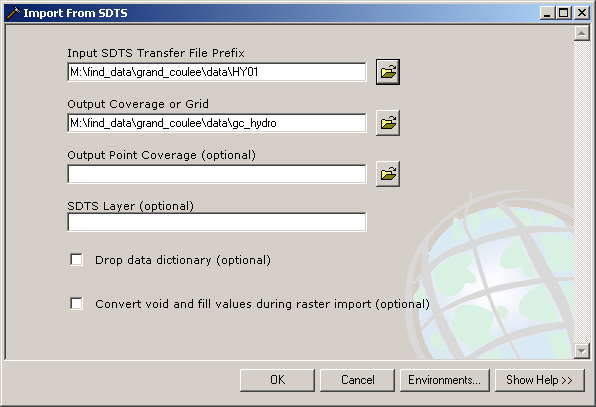 Import From SDTS
Input SDTS Transfer File Prefix
M:\find_data\grand_coulee\data\HY01
Output Coverage or Grid
M:\find_data\grand_coulee\data\gc_hydro
Output Point Coverage (optional)
SDTS Layer (optional)
Drop data dictionary (optional)
Convert void and fill values during raster import (optional)
OK
Cancel
Environments...
Show Help >>